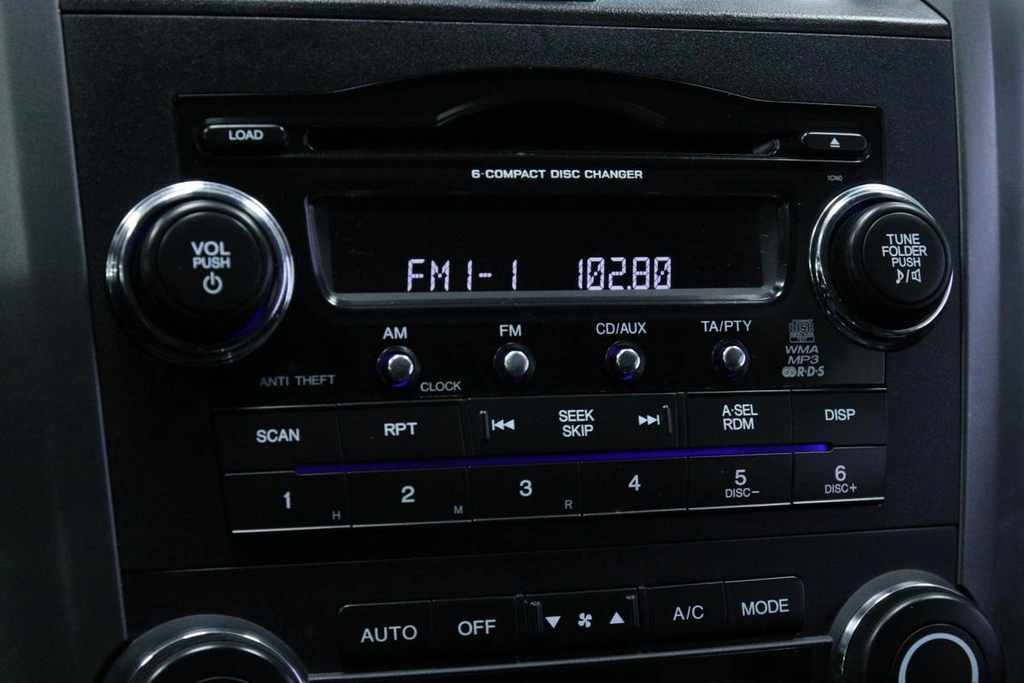 LOAD
6-COMPACT DISC CHANGER
1CN0
VOL
PUSH
FM1-1 102.80
TUNE
FOLDER
PUSH
AM FM CD/AUX TA/PTY
ANTI THEFT CLOCK
WMA
MP3
R·D·S
SCAN RPT SEEK
SKIP
A·SEL
RDM
DISP
1 H
2 M
3 R
4
5
DISC-
6
DISC+
AUTO OFF A/C MODE